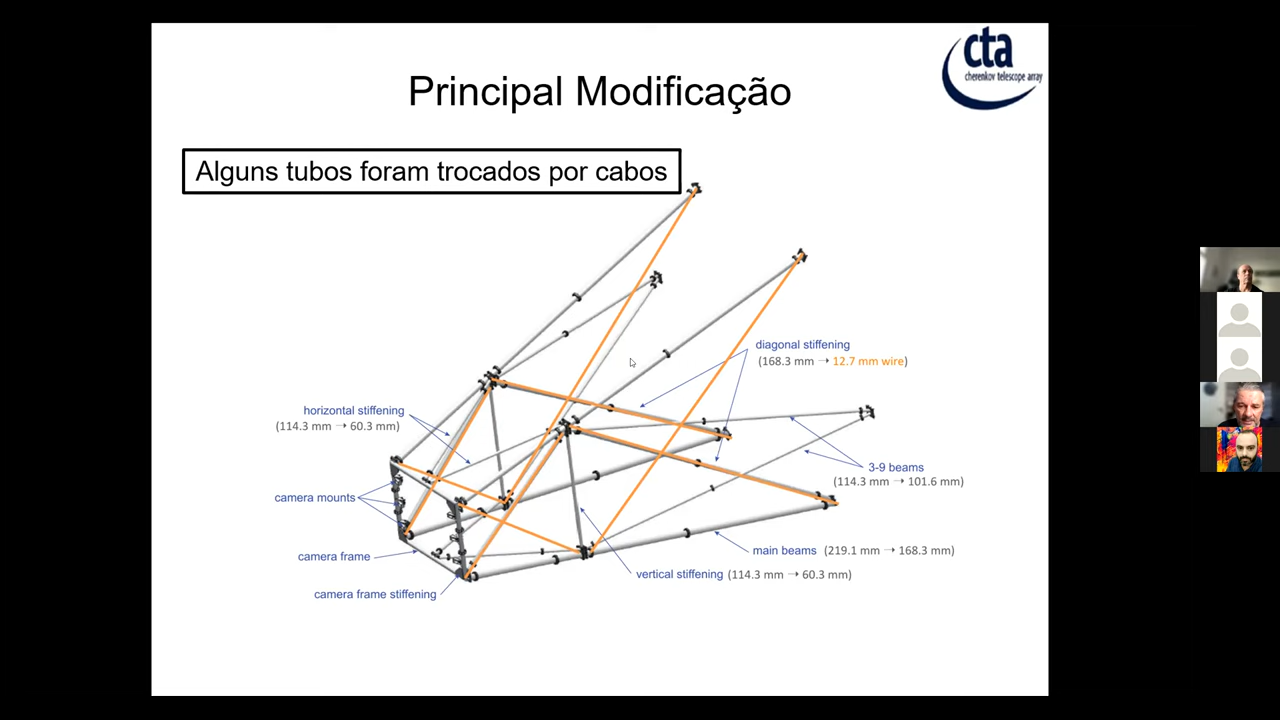 cta
cherenkov telescope array
Principal Modificação
Alguns tubos foram trocados por cabos
diagonal stiffening
(168.3 mm → 12.7 mm wire)
horizontal stiffening
(114.3 mm → 60.3 mm)
3-9 beams
(114.3 mm → 101.6 mm)
camera mounts
main beams (219.1 mm → 168.3 mm)
camera frame
vertical stiffening (114.3 mm → 60.3 mm)
camera frame stiffening